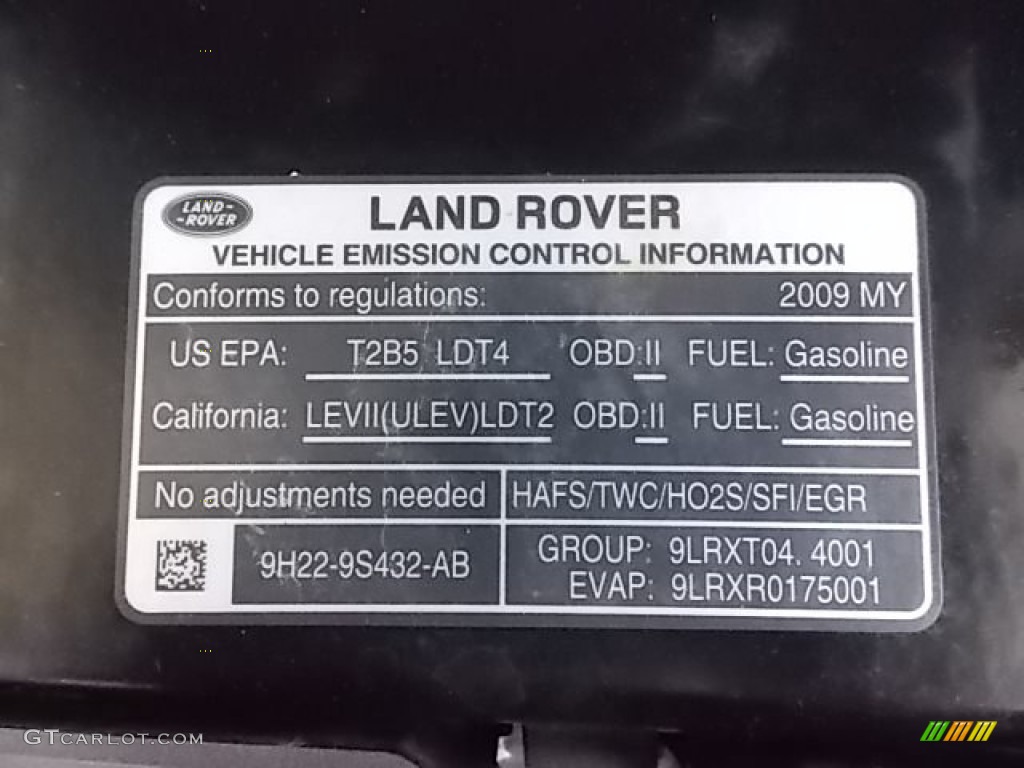 LAND-
-ROVER
LAND ROVER
VEHICLE EMISSION CONTROL INFORMATION
Conforms to regulations: 2009 MY
US EPA: T2B5 LDT4 OBD:II FUEL: Gasoline
California: LEVII(ULEV)LDT2 OBD:II FUEL: Gasoline
No adjustments needed HAFS/TWC/HO2S/SFI/EGR
9H22-9S432-AB
GROUP: 9LRXT04.4001
EVAP: 9LRXR0175001
GTCARLOT.COM